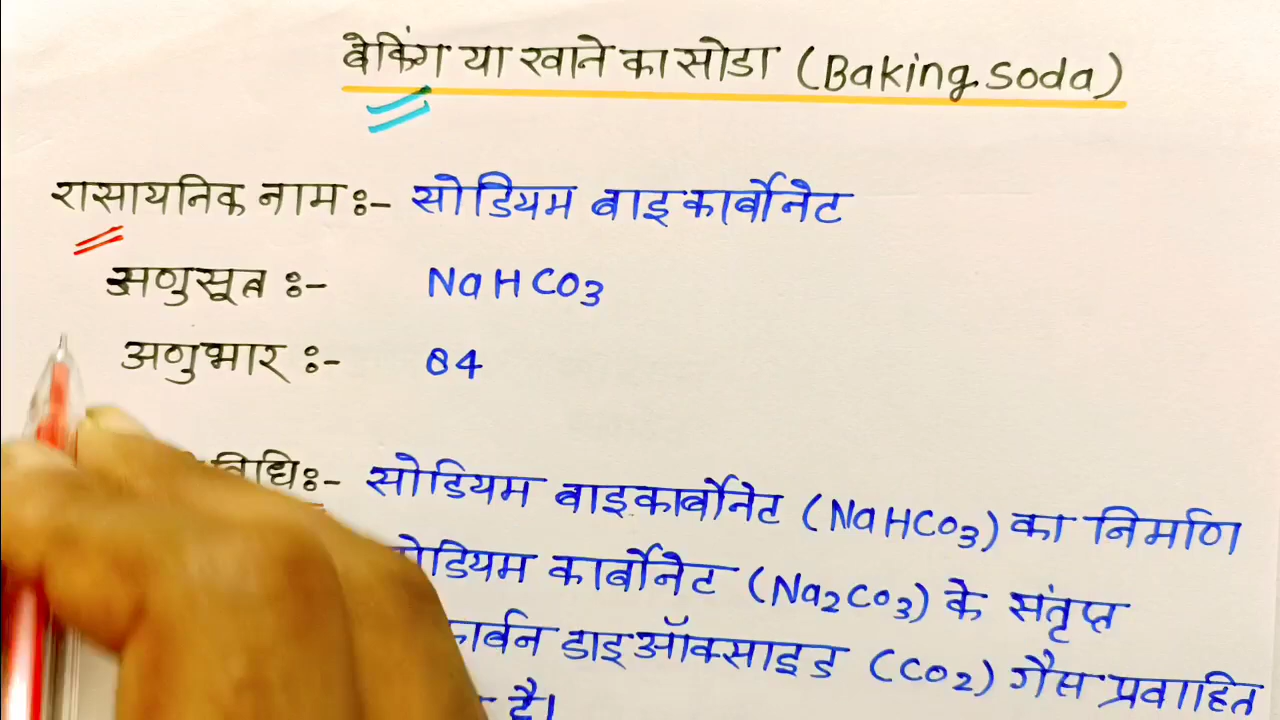 बेकिंग या खाने का सोडा (Baking Soda)
रासायनिक नाम :- सोडियम बाइकार्बोनेट
अणुसूत्र :- NaHCO3
अणुभार :- 84
विधि :- सोडियम बाइकार्बोनेट (NaHCO3) का निर्माण
सोडियम कार्बोनेट (Na2CO3) के संतृप्त
कार्बन डाइऑक्साइड (CO2) गैस प्रवाहित
है।